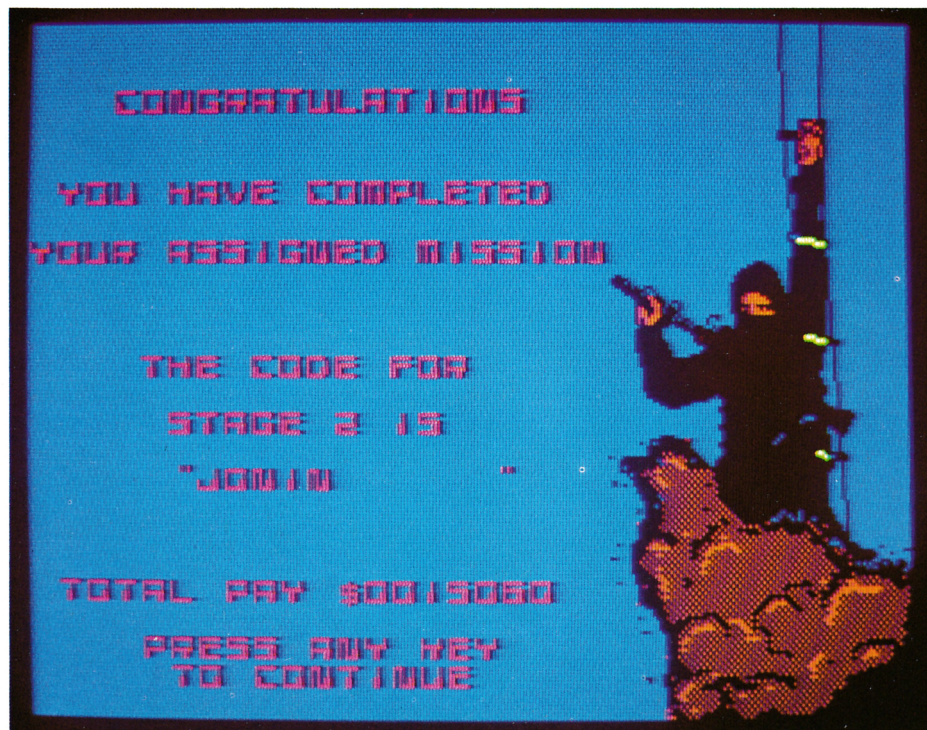 CONGRATULATIONS
YOU HAVE COMPLETED
YOUR ASSIGNED MISSION
THE CODE FOR
STAGE 2 IS
"JONIN "
TOTAL PAY $0015060
PRESS ANY KEY
TO CONTINUE